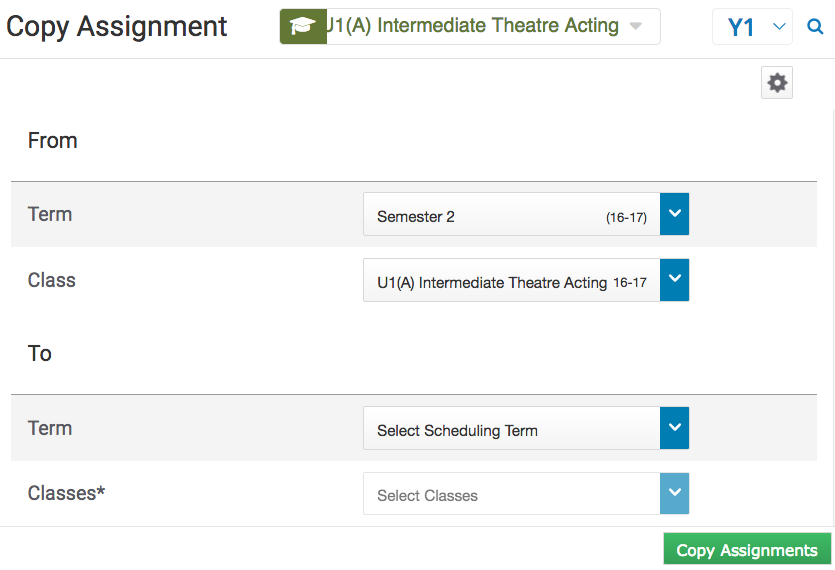 Copy Assignment
U1(A) Intermediate Theatre Acting
Y1
From
Term
Semester 2 (16-17)
Class
U1(A) Intermediate Theatre Acting 16-17
To
Term
Select Scheduling Term
Classes*
Select Classes
Copy Assignments